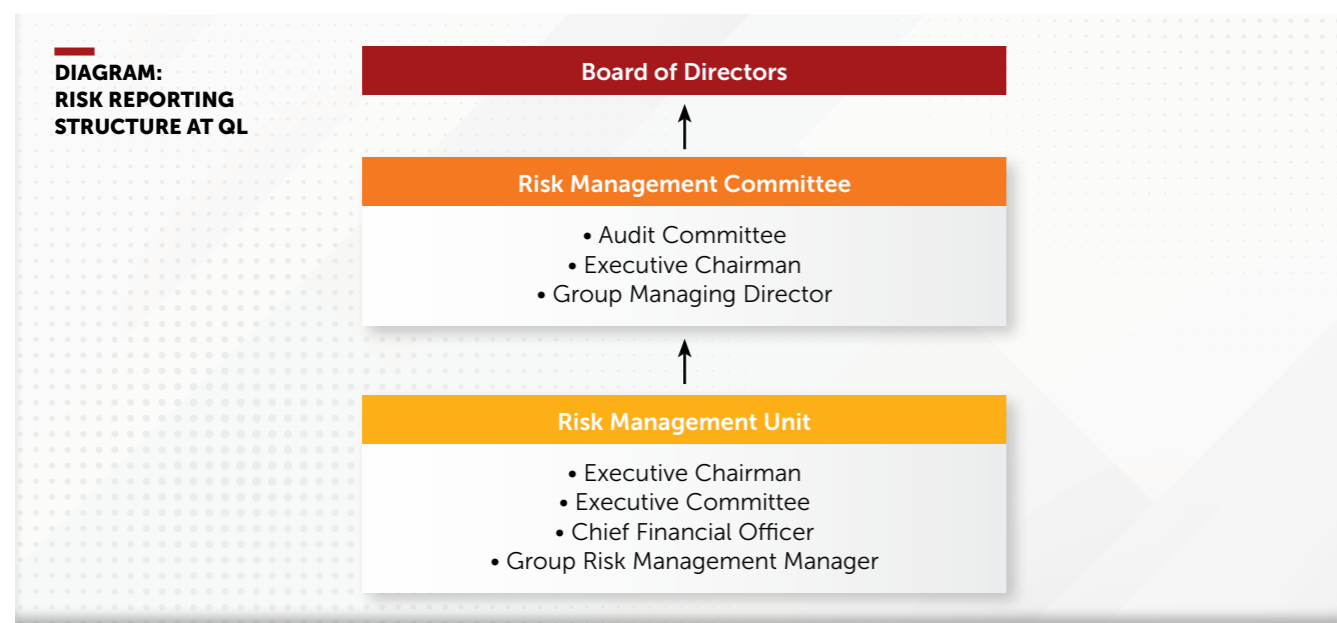 DIAGRAM:
RISK REPORTING
STRUCTURE AT QL
Board of Directors
Risk Management Committee
• Audit Committee
• Executive Chairman
• Group Managing Director
Risk Management Unit
• Executive Chairman
• Executive Committee
• Chief Financial Officer
• Group Risk Management Manager